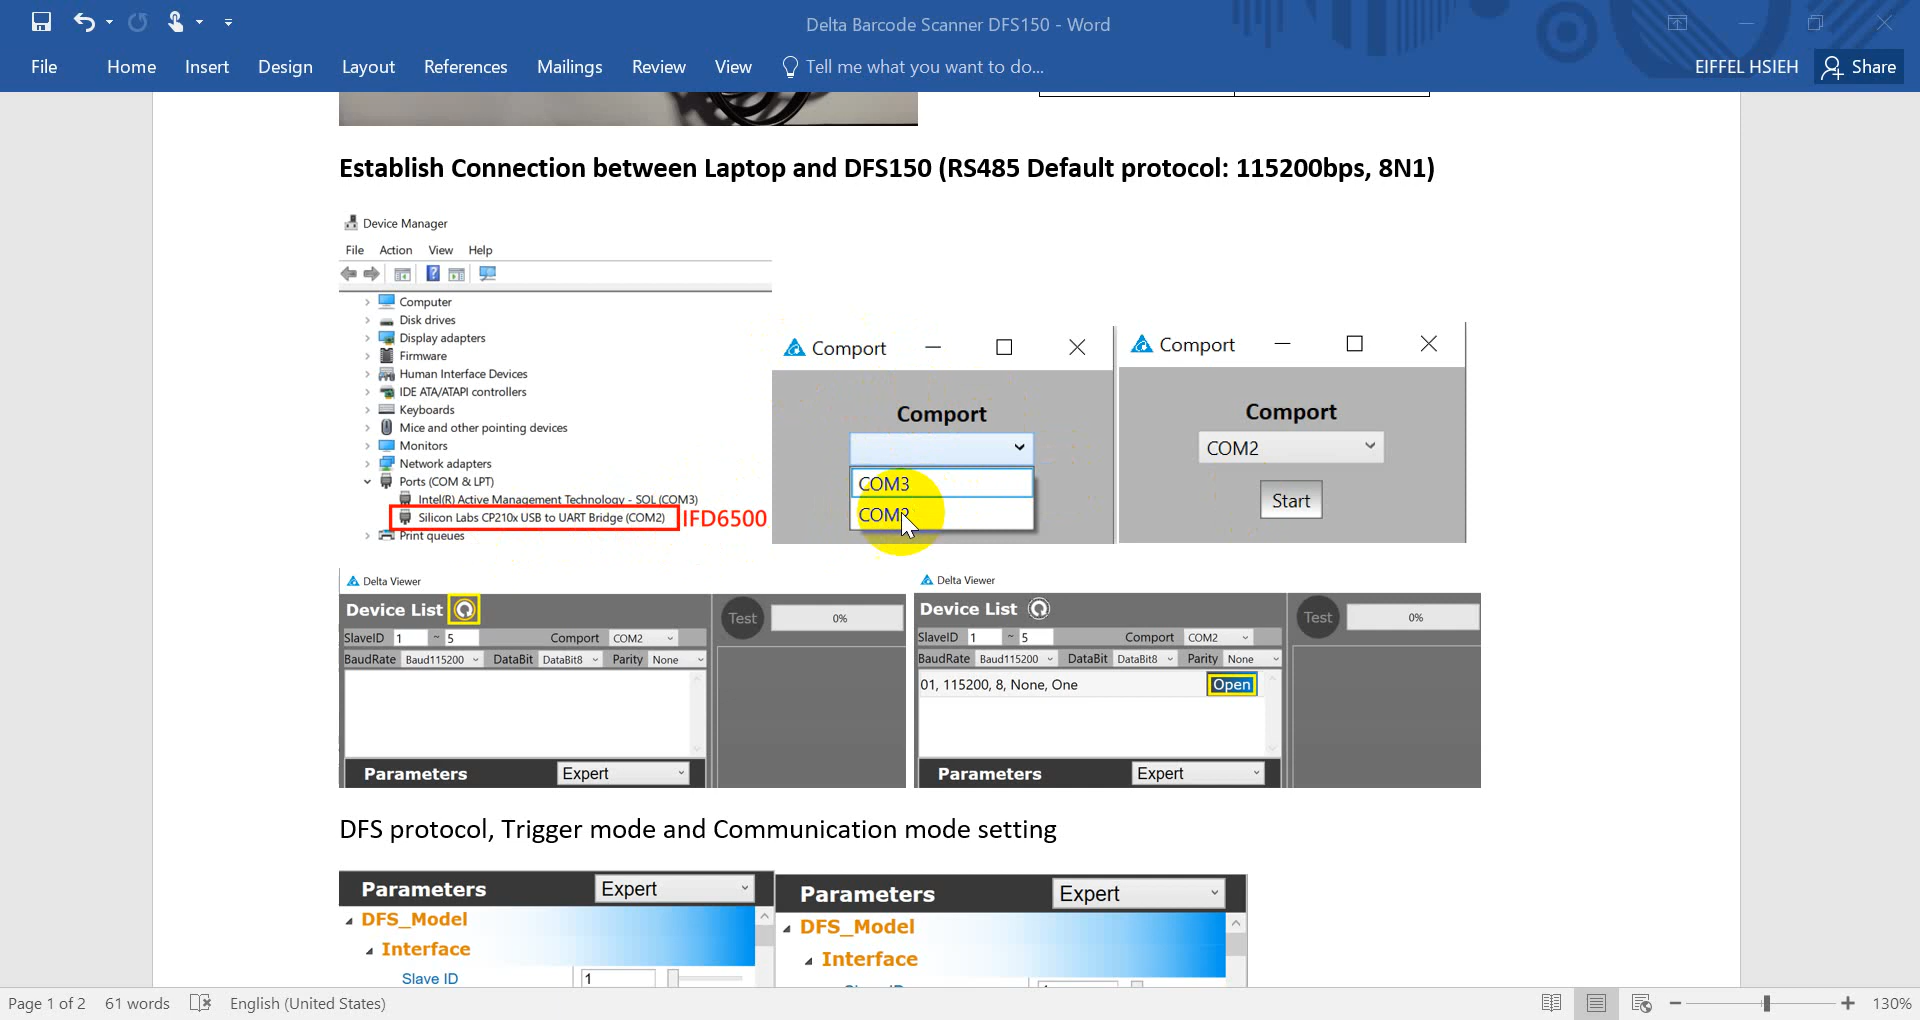 Delta Barcode Scanner DFS150 - Word
File Home Insert Design Layout References Mailings Review View Tell me what you want to do... EIFFEL HSIEH Share
Establish Connection between Laptop and DFS150 (RS485 Default protocol: 115200bps, 8N1)
Device Manager
File Action View Help
Computer
Disk drives
Display adapters
Firmware
Human Interface Devices
IDE ATA/ATAPI controllers
Keyboards
Mice and other pointing devices
Monitors
Network adapters
Ports (COM & LPT)
Intel(R) Active Management Technology - SOL (COM3)
Silicon Labs CP210x USB to UART Bridge (COM2) IFD6500
Print queues
Comport
Comport
COM3
COM2
Comport
Comport
COM2
Start
Delta Viewer
Device List Test 0%
SlaveID 1 ~ 5 Comport COM2
BaudRate Baud115200 DataBit DataBit8 Parity None
Parameters Expert
Delta Viewer
Device List Test 0%
SlaveID 1 ~ 5 Comport COM2
BaudRate Baud115200 DataBit DataBit8 Parity None
01, 115200, 8, None, One Open
Parameters Expert
DFS protocol, Trigger mode and Communication mode setting
Parameters Expert
DFS_Model
Interface
Slave ID 1
Parameters Expert
DFS_Model
Interface
Page 1 of 2 61 words English (United States) 130%